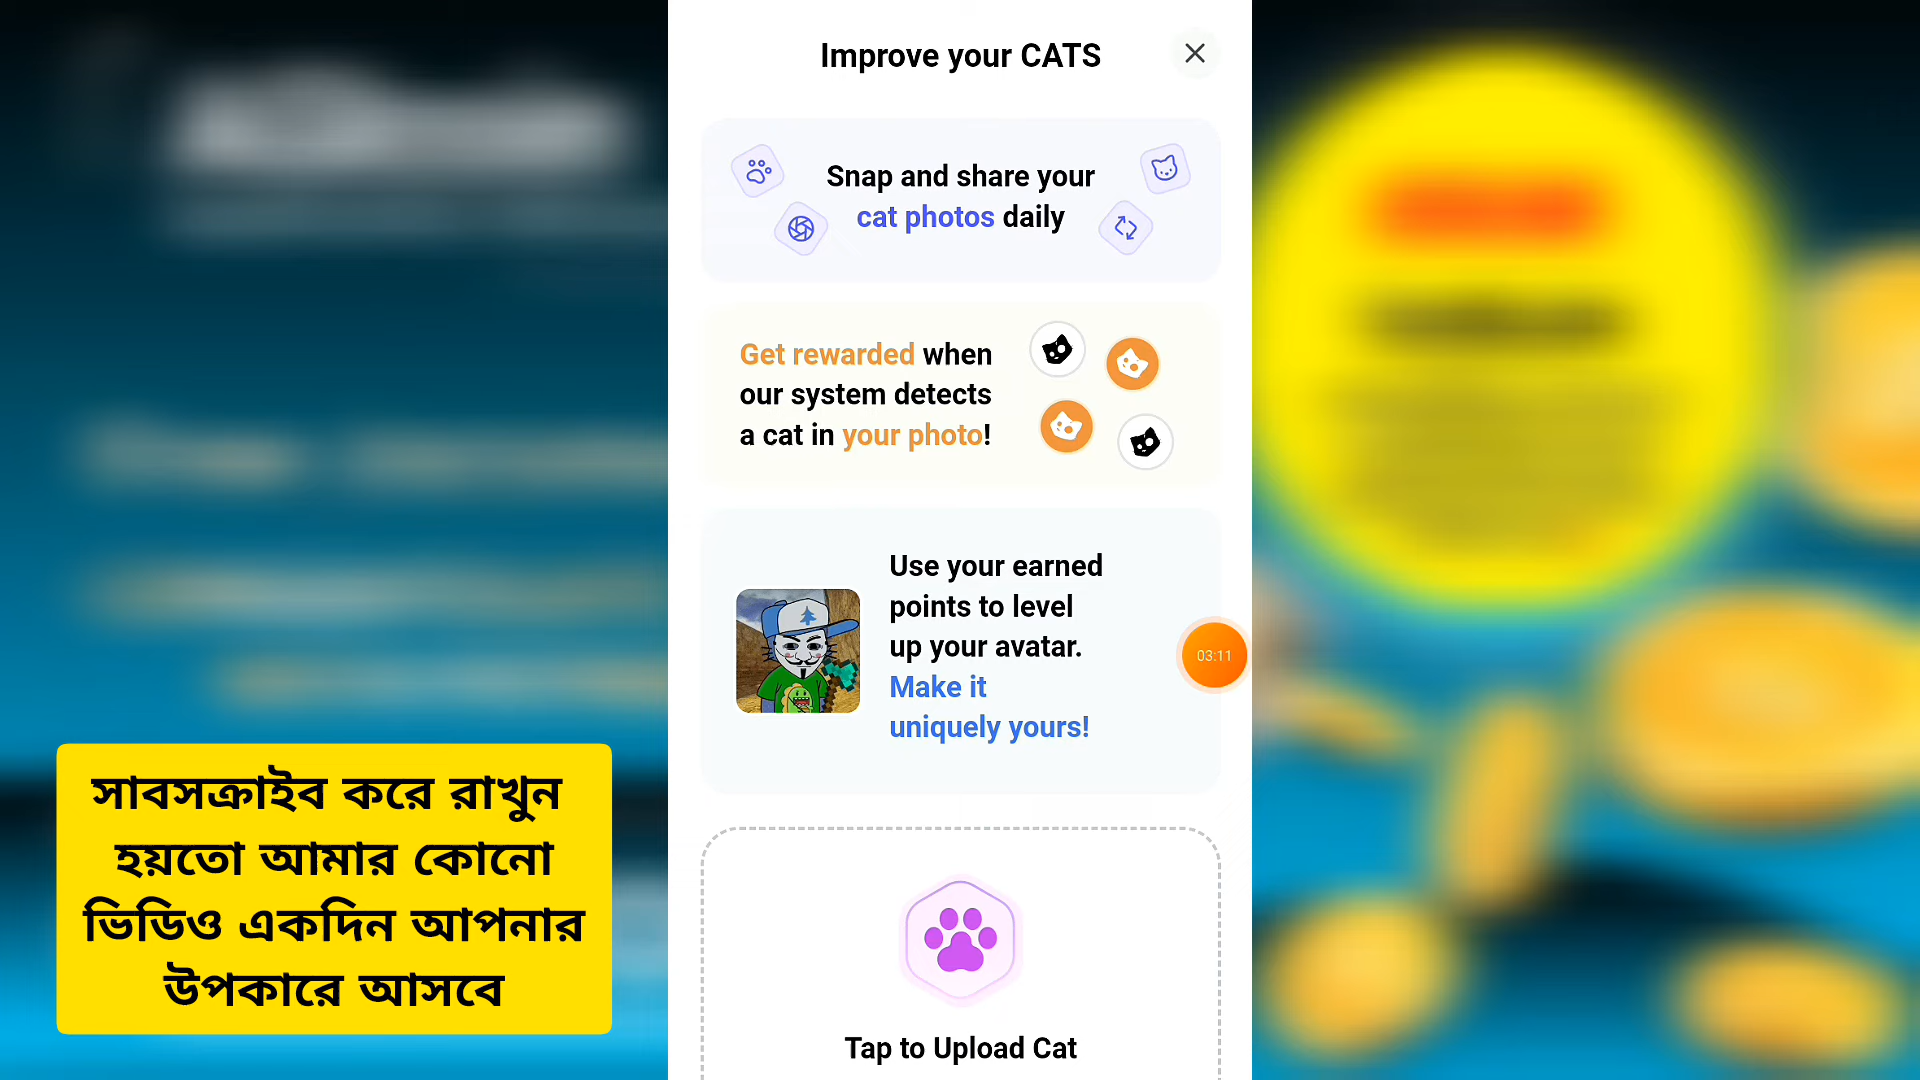 Improve your CATS
Snap and share your
cat photos daily
Get rewarded when
our system detects
a cat in your photo!
Use your earned
points to level
up your avatar.
Make it
uniquely yours!
03:11
Tap to Upload Cat
সাবসক্রাইব করে রাখুন
হয়তো আমার কোনো
ভিডিও একদিন আপনার
উপকারে আসবে